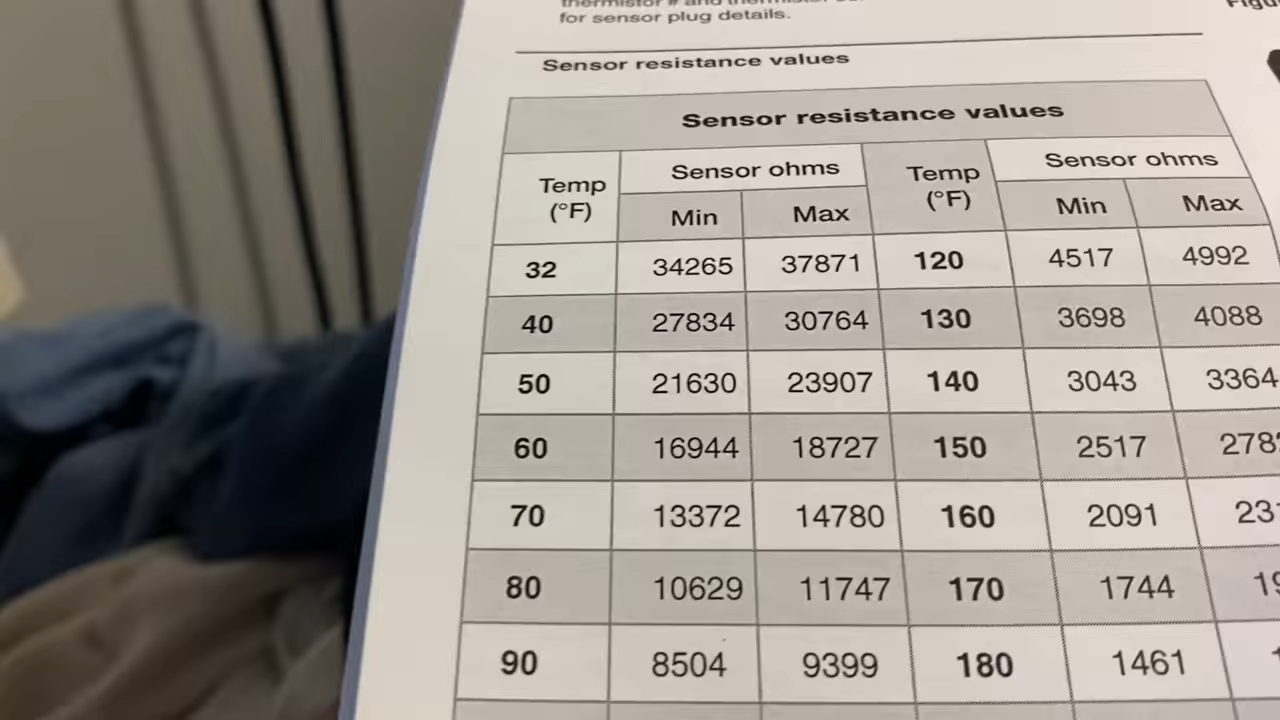 for sensor plug details.
Sensor resistance values
Sensor resistance values
Temp (°F) Sensor ohms Temp (°F) Sensor ohms
Min Max Min Max
32 34265 37871 120 4517 4992
40 27834 30764 130 3698 4088
50 21630 23907 140 3043 3364
60 16944 18727 150 2517
70 13372 14780 160 2091
80 10629 11747 170 1744
90 8504 9399 180 1461